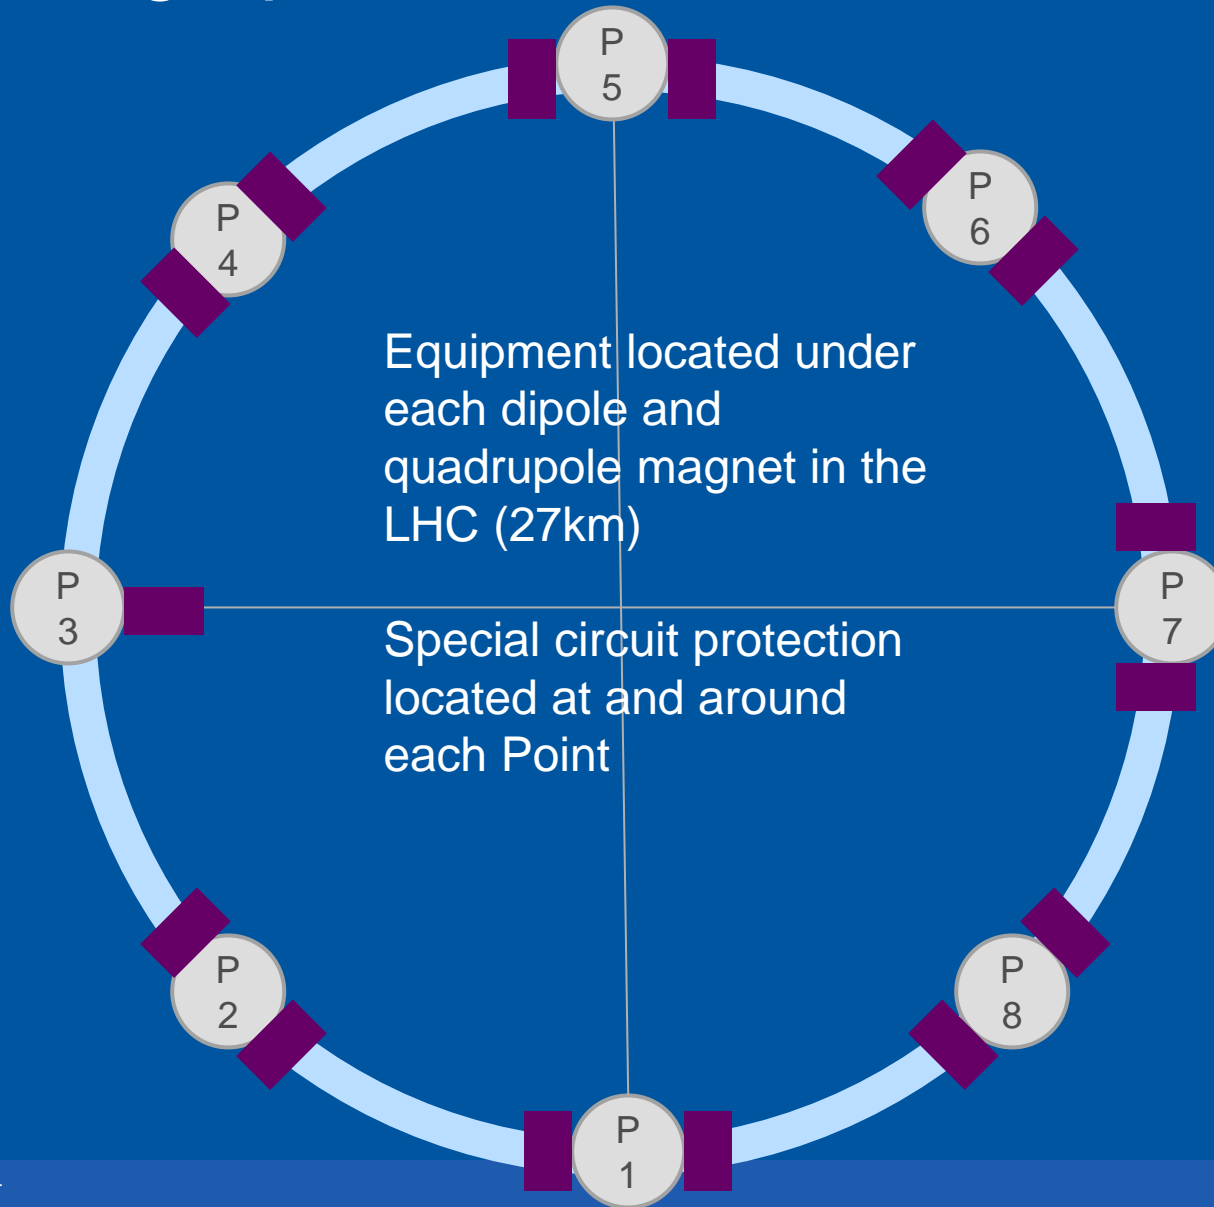 P
5
P
6
P
4
Equipment located under
each dipole and
quadrupole magnet in the
LHC (27km)
P
3
P
7
Special circuit protection
located at and around
each Point
P
2
P
8
P
1